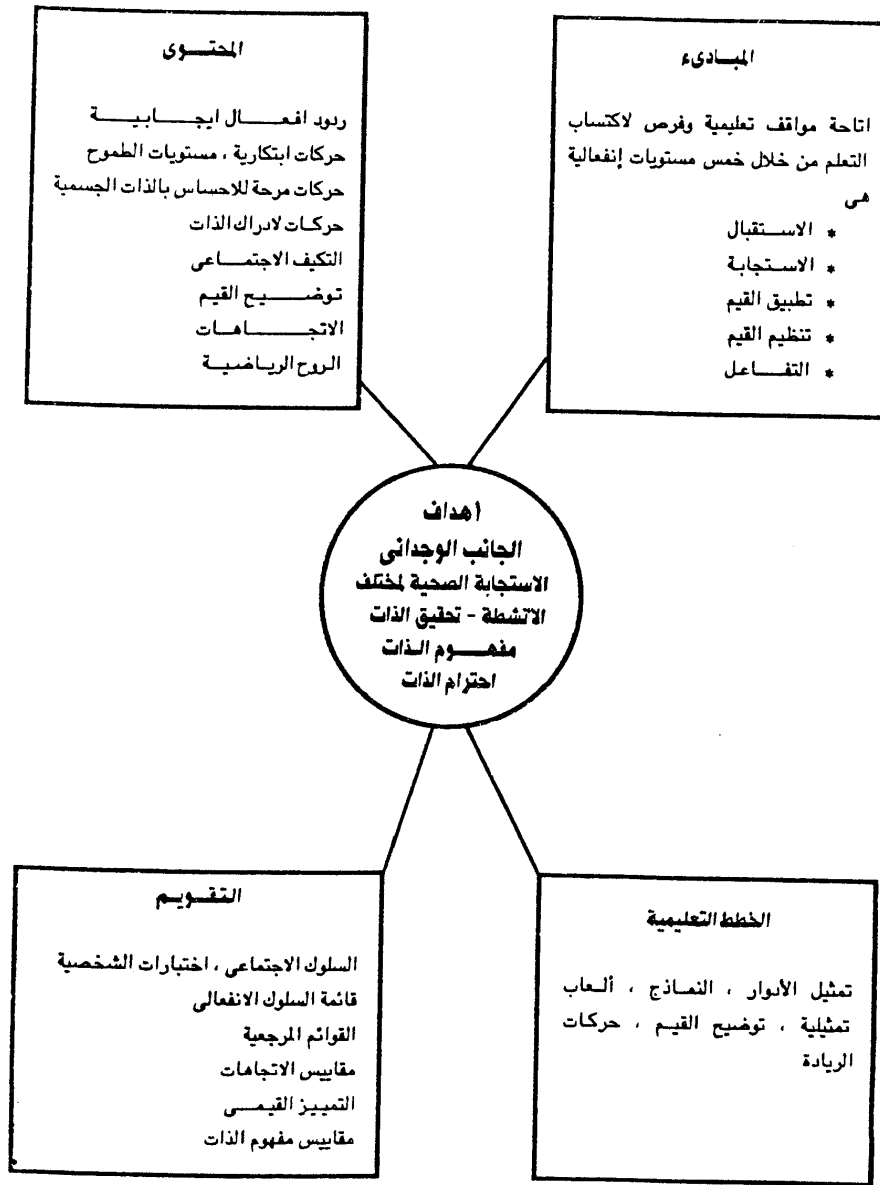 المبادىء
اتاحة مواقف تعليمية وفرص لاكتساب
التعلم من خلال خمس مستويات إنفعالية
هى
* الاستقبال
* الاستجابة
* تطبيق القيم
* تنظيم القيم
* التفاعل
المحتوى
ردود افعال ايجابية
حركات ابتكارية ، مستويات الطموح
حركات مرحة للاحساس بالذات الجسمية
حركات لادراك الذات
التكيف الاجتماعى
توضيح القيم
الاتجاهات
الروح الرياضية
أهداف
الجانب الوجدانى
الاستجابة الصحية لمختلف
الانشطة - تحقيق الذات
مفهوم الذات
احترام الذات
الخطط التعليمية
تمثيل الأدوار ، النماذج ، ألعاب
تمثيلية ، توضيح القيم ، حركات
الريادة
التقويم
السلوك الاجتماعى ، اختبارات الشخصية
قائمة السلوك الانفعالى
القوائم المرجعية
مقاييس الاتجاهات
التمييز القيمى
مقاييس مفهوم الذات